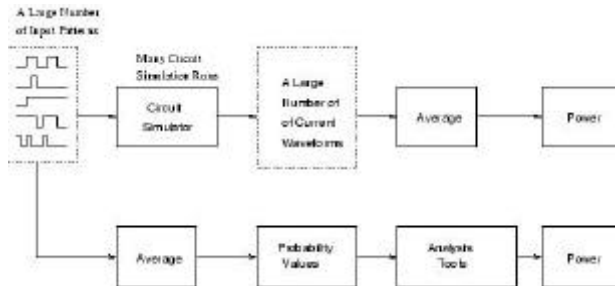 A Large Number
of Input Patterns
Many Circuit
Simulation Runs
Circuit
Simulator
A Large
Number of
of Current
Waveforms
Average
Power
Average
Probability
Values
Analysis
Tools
Power